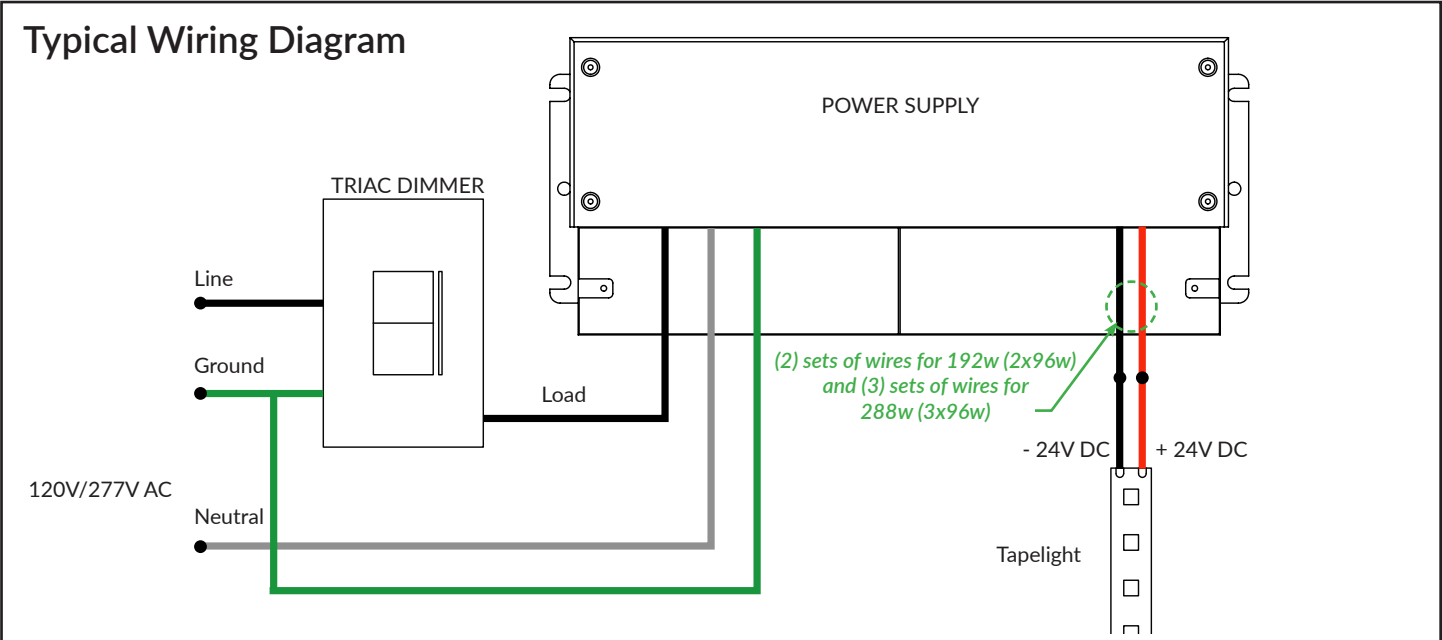 Typical Wiring Diagram
POWER SUPPLY
TRIAC DIMMER
Line
Ground
Load
(2) sets of wires for 192w (2x96w)
and (3) sets of wires for
288w (3x96w)
- 24V DC
+ 24V DC
120V/277V AC
Neutral
Tapelight